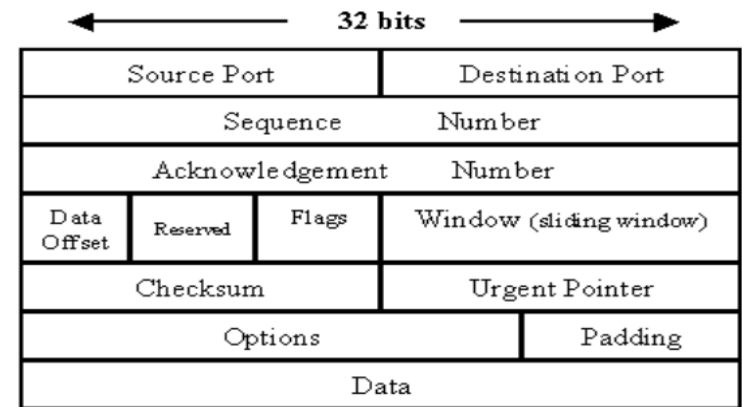 32 bits
Source Port Destination Port
Sequence Number
Acknowledgement Number
Data Offset Reserved Flags Window (sliding window)
Checksum Urgent Pointer
Options Padding
Data